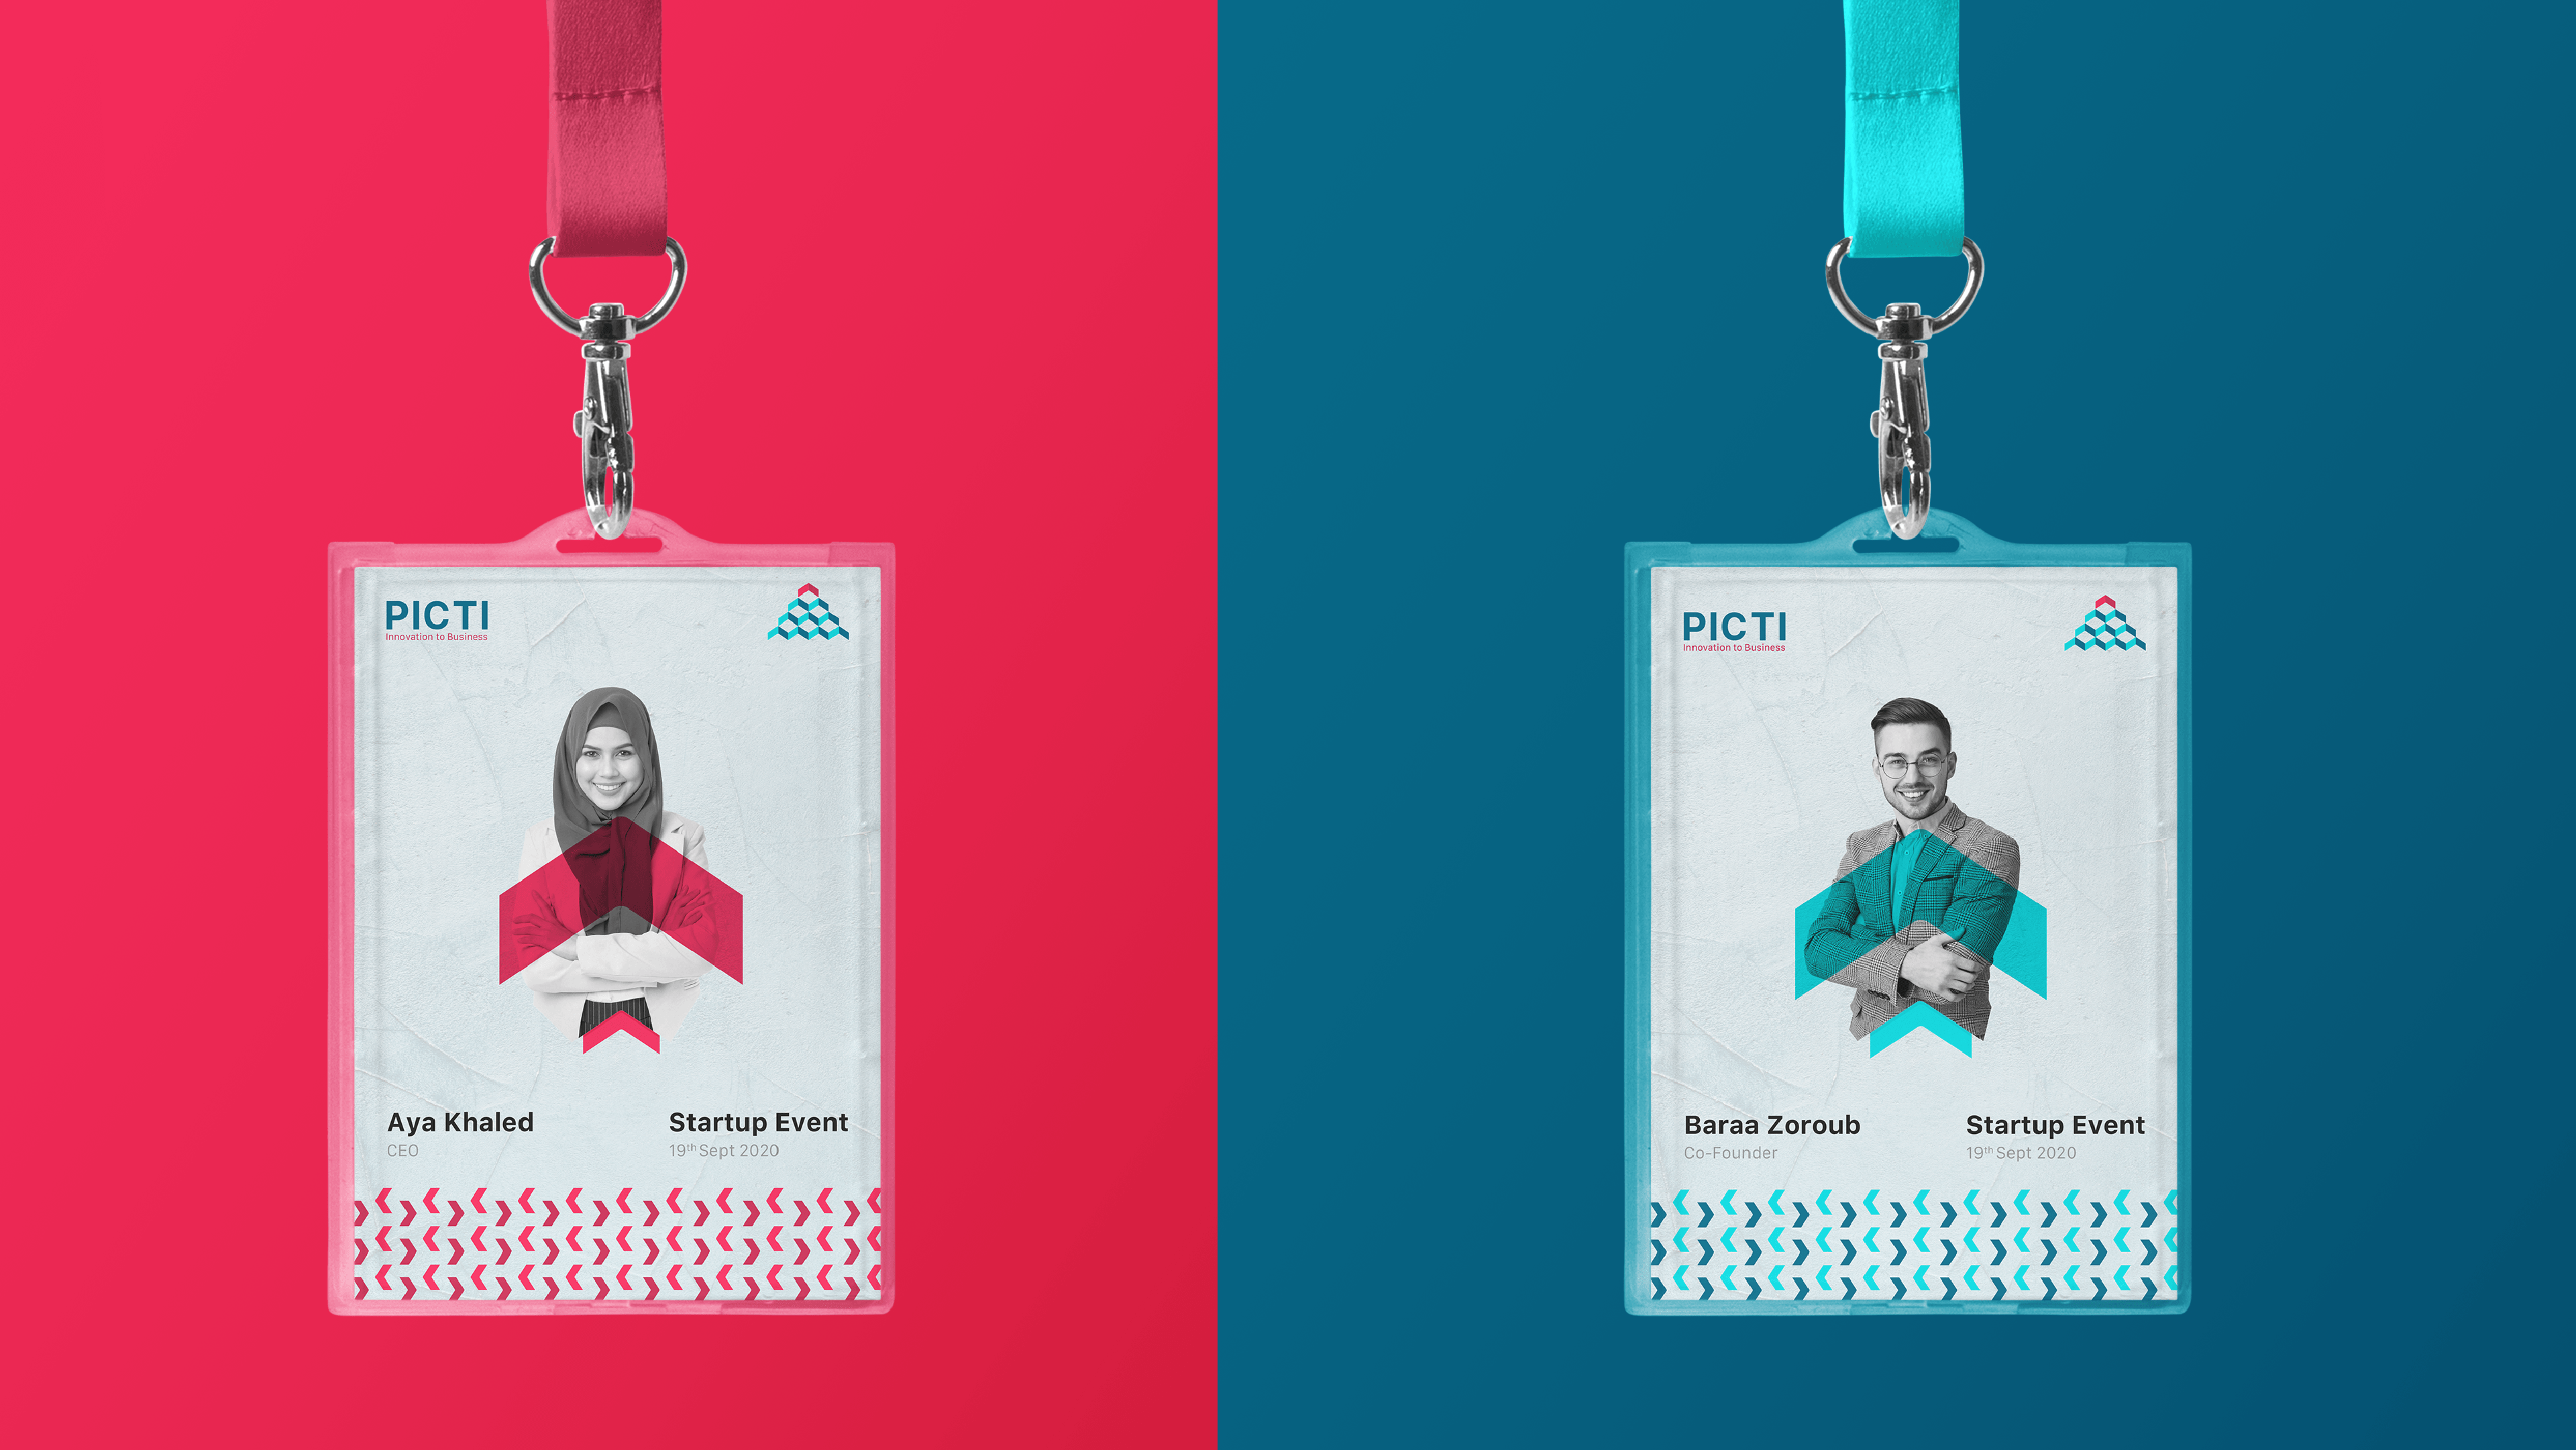 PICTI
Innovation to Business
Aya Khaled
CEO
Startup Event
19th Sept 2020
PICTI
Innovation to Business
Baraa Zoroub
Co-Founder
Startup Event
19th Sept 2020